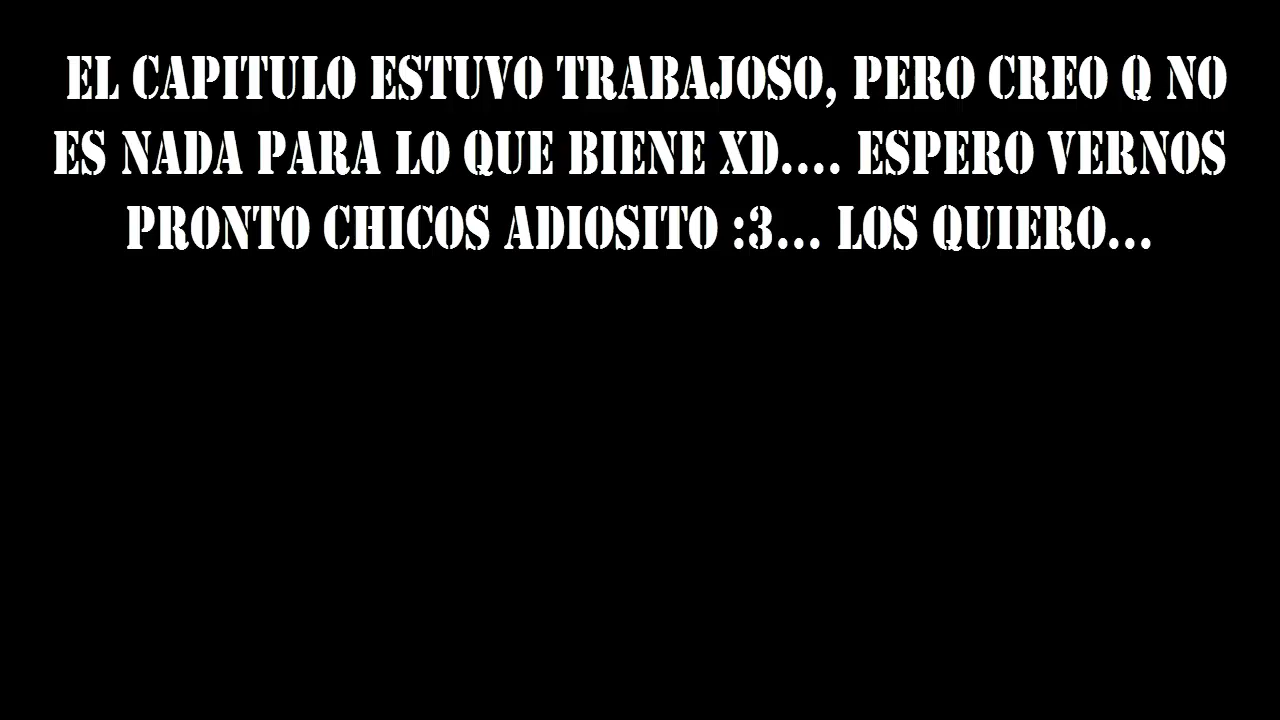 EL CAPITULO ESTUVO TRABAJOSO, PERO CREO Q NO
ES NADA PARA LO QUE BIENE XD.... ESPERO VERNOS
PRONTO CHICOS ADIOSITO :3... LOS QUIERO...